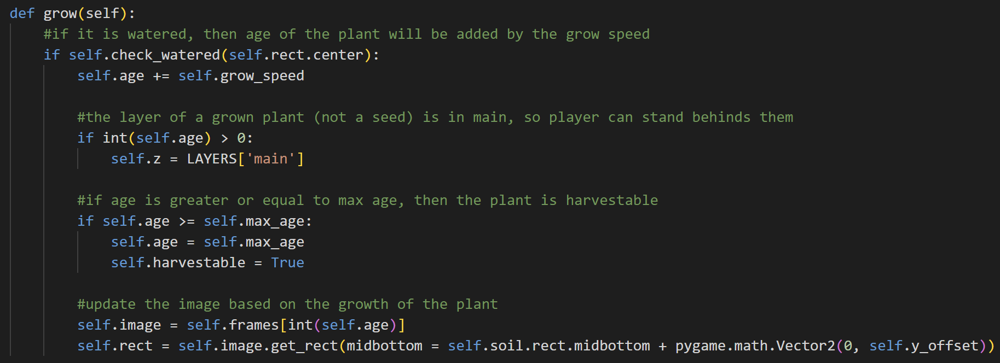 def grow(self):
    #if it is watered, then age of the plant will be added by the grow speed
    if self.check_watered(self.rect.center):
        self.age += self.grow_speed

        #the layer of a grown plant (not a seed) is in main, so player can stand behinds them
        if int(self.age) > 0:
            self.z = LAYERS['main']

        #if age is greater or equal to max age, then the plant is harvestable
        if self.age >= self.max_age:
            self.age = self.max_age
            self.harvestable = True

        #update the image based on the growth of the plant
        self.image = self.frames[int(self.age)]
        self.rect = self.image.get_rect(midbottom = self.soil.rect.midbottom + pygame.math.Vector2(0, self.y_offset))